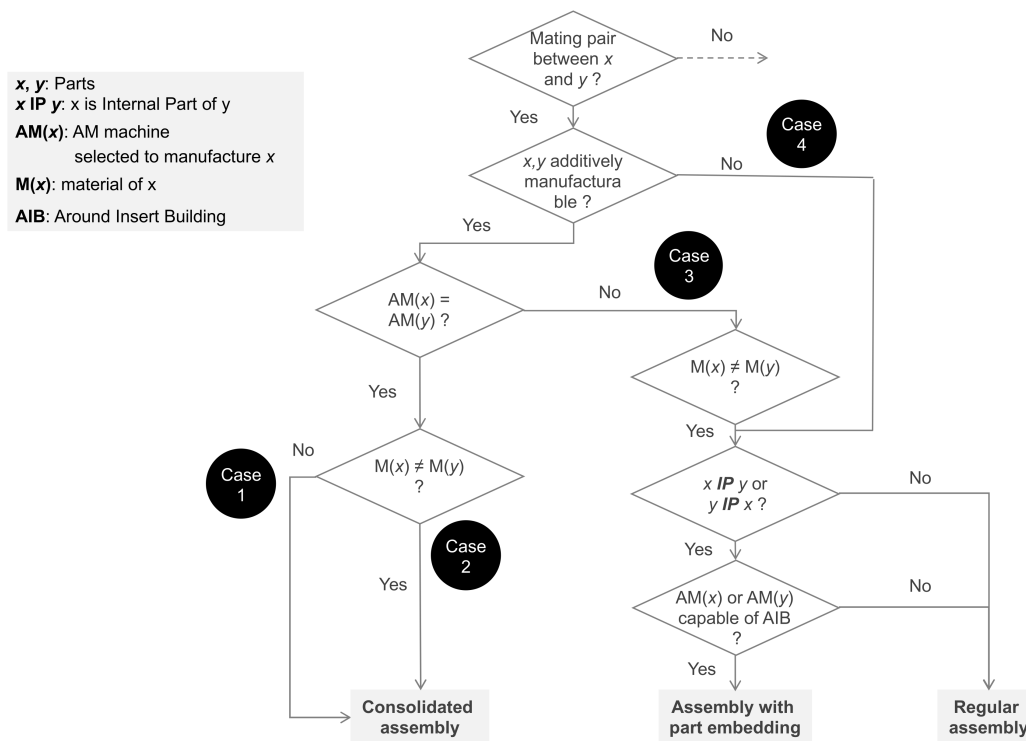 Mating pair
between x
and y ?
No
x, y: Parts
x IP y: x is Internal Part of y
AM(x): AM machine
selected to manufacture x
M(x): material of x
AIB: Around Insert Building
Yes
Case
4
x,y additively
manufactura
ble ?
No
Yes
Case
3
AM(x) =
AM(y) ?
No
M(x) ≠ M(y)
?
Yes
Yes
No
Case
1
M(x) ≠ M(y)
?
x IP y or
y IP x ?
No
Case
2
Yes
Yes
AM(x) or AM(y)
capable of AIB
?
No
Yes
Consolidated
assembly
Assembly with
part embedding
Regular
assembly